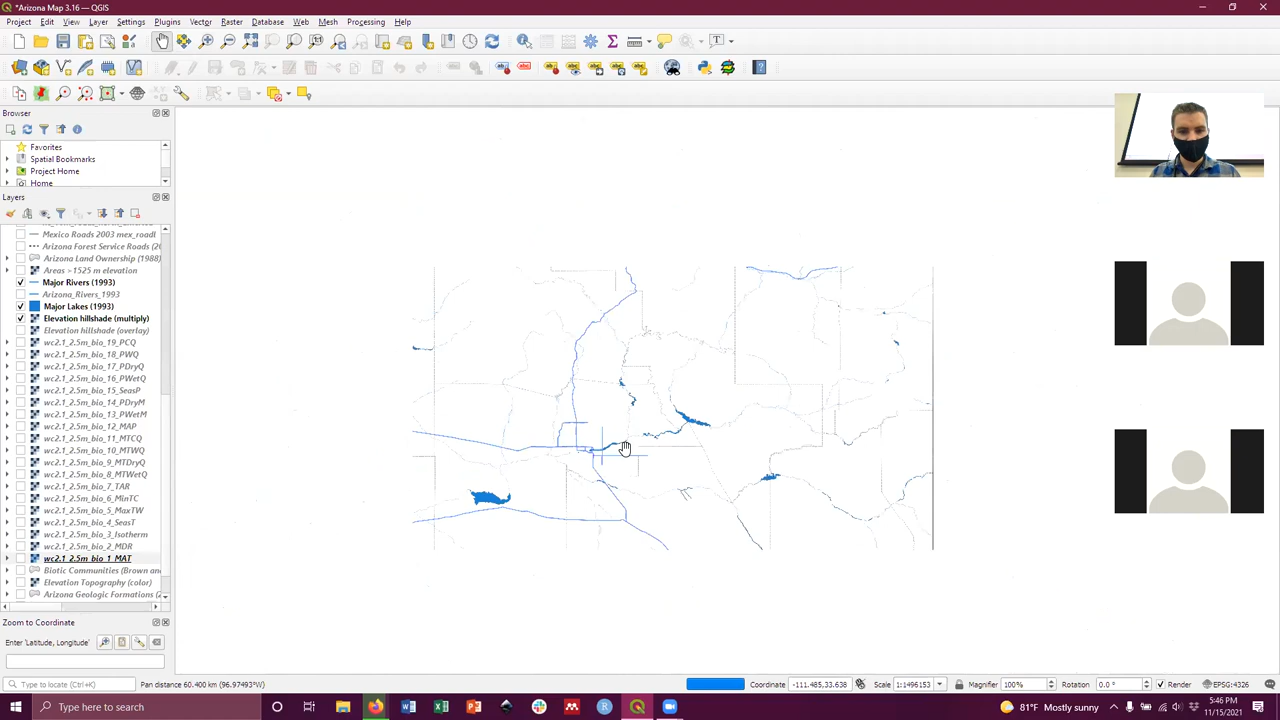 *Arizona Map 3.16 — QGIS
Project Edit View Layer Settings Plugins Vector Raster Database Web Mesh Processing Help
Browser
Favorites
Spatial Bookmarks
Project Home
Home
Layers
Mexico Roads 2003 mex_roadl
Arizona Forest Service Roads (20
Arizona Land Ownership (1988)
Areas >1525 m elevation
Major Rivers (1993)
Arizona_Rivers_1993
Major Lakes (1993)
Elevation hillshade (multiply)
Elevation hillshade (overlay)
wc2.1_2.5m_bio_19_PCQ
wc2.1_2.5m_bio_18_PWQ
wc2.1_2.5m_bio_17_PDryQ
wc2.1_2.5m_bio_16_PWetQ
wc2.1_2.5m_bio_15_SeasP
wc2.1_2.5m_bio_14_PDryM
wc2.1_2.5m_bio_13_PWetM
wc2.1_2.5m_bio_12_MAP
wc2.1_2.5m_bio_11_MTCQ
wc2.1_2.5m_bio_10_MTWQ
wc2.1_2.5m_bio_9_MTDryQ
wc2.1_2.5m_bio_8_MTWetQ
wc2.1_2.5m_bio_7_TAR
wc2.1_2.5m_bio_6_MinTC
wc2.1_2.5m_bio_5_MaxTW
wc2.1_2.5m_bio_4_SeasT
wc2.1_2.5m_bio_3_Isotherm
wc2.1_2.5m_bio_2_MDR
wc2.1_2.5m_bio_1_MAT
Biotic Communities (Brown an
Elevation Topography (color)
Arizona Geologic Formations (2
Zoom to Coordinate
Enter 'Latitude, Longitude'
Type to locate (Ctrl+K) Pan distance 60.400 km (96.97493°W) Coordinate -111.485,33.638 Scale 1:1496153 Magnifier 100% Rotation 0.0 ° Render EPSG:4326
Type here to search 81°F Mostly sunny 5:46 PM
11/15/2021